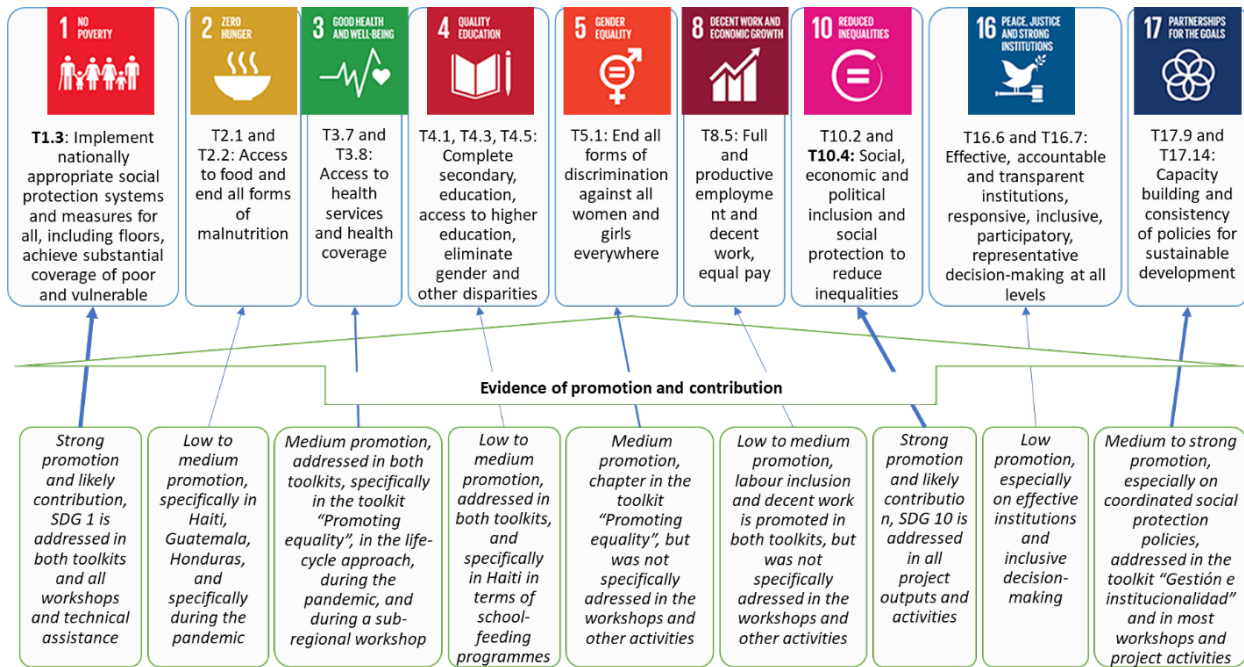 1 NO
POVERTY
2 ZERO
HUNGER
3 GOOD HEALTH
AND WELL-BEING
4 QUALITY
EDUCATION
5 GENDER
EQUALITY
8 DECENT WORK AND
ECONOMIC GROWTH
10 REDUCED
INEQUALITIES
16 PEACE, JUSTICE
AND STRONG
INSTITUTIONS
17 PARTNERSHIPS
FOR THE GOALS
T1.3: Implement
nationally
appropriate social
protection systems
and measures for
all, including floors,
achieve substantial
coverage of poor
and vulnerable
T2.1 and
T2.2: Access
to food and
end all forms
of
malnutrition
T3.7 and
T3.8:
Access to
health
services
and health
coverage
T4.1, T4.3, T4.5:
Complete
secondary,
education,
access to higher
education,
eliminate
gender and
other disparities
T5.1: End all
forms of
discrimination
against all
women and
girls
everywhere
T8.5: Full
and
productive
employme
nt and
decent
work,
equal pay
T10.2 and
T10.4: Social,
economic and
political
inclusion and
social
protection to
reduce
inequalities
T16.6 and T16.7:
Effective, accountable
and transparent
institutions,
responsive, inclusive,
participatory,
representative
decision-making at all
levels
T17.9 and
T17.14:
Capacity
building and
consistency
of policies for
sustainable
development
Evidence of promotion and contribution
Strong
promotion
and likely
contribution,
SDG 1 is
addressed in
both toolkits
and all
workshops
and technical
assistance
Low to
medium
promotion,
specifically in
Haiti,
Guatemala,
Honduras,
and
specifically
during the
pandemic
Medium promotion,
addressed in both
toolkits, specifically
in the toolkit
“Promoting
equality”, in the life-
cycle approach,
during the
pandemic, and
during a sub-
regional workshop
Low to
medium
promotion,
addressed in
both toolkits,
and
specifically
in Haiti in
terms of
school-
feeding
programmes
Medium
promotion,
chapter in the
toolkit
“Promoting
equality”, but
was not
specifically
adressed in the
workshops and
other activities
Low to medium
promotion,
labour inclusion
and decent work
is promoted in
both toolkits, but
was not
specifically
adressed in the
workshops and
other activities
Strong
promotion
and likely
contributio
n, SDG 10 is
addressed
in all
project
outputs and
activities
Low
promotion,
especially
on effective
institutions
and
inclusive
decision-
making
Medium to strong
promotion,
especially on
coordinated social
protection
policies,
addressed in the
toolkit “Gestión e
institucionalidad”
and in most
workshops and
project activities